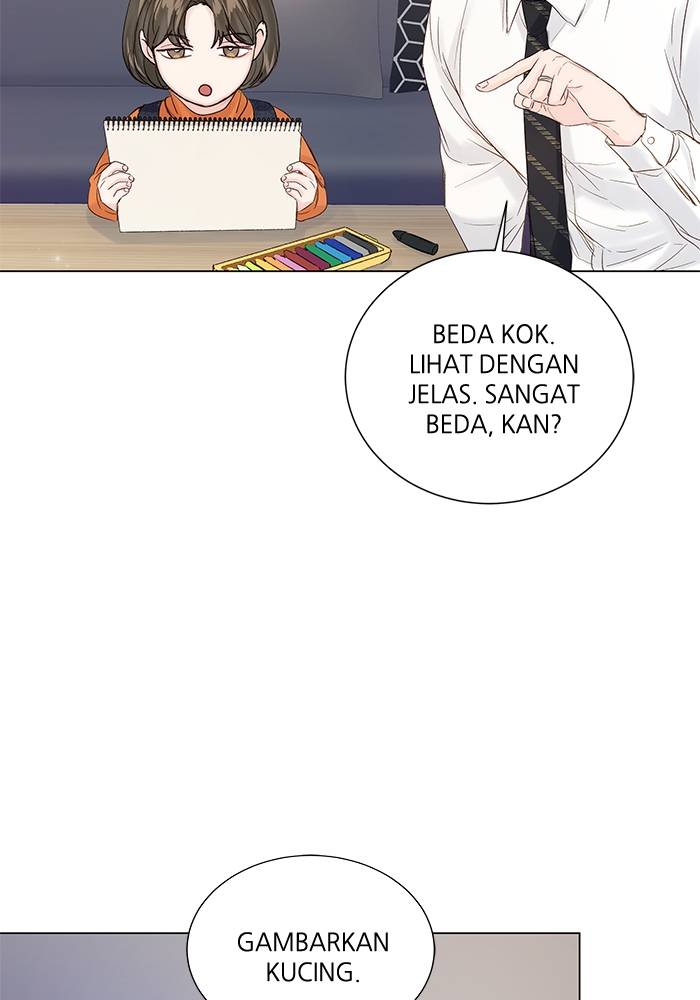 BEDA KOK.
LIHAT DENGAN
JELAS. SANGAT
BEDA, KAN?
GAMBARKAN
KUCING.